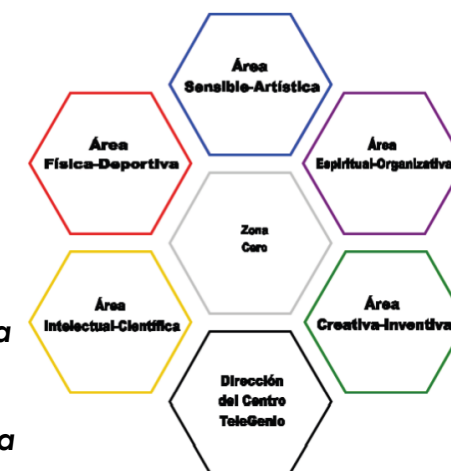 Área
Sensible-Artística
Área
Física-Deportiva
Área
Espiritual-Organizativa
Zona
Cero
Área
Intelectual-Científica
Área
Creativa-Inventiva
Dirección
del Centro
TeleGenio
a
a